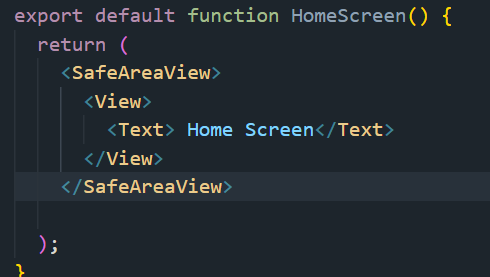 export default function HomeScreen() {
  return (
    <SafeAreaView>
      <View>
        <Text> Home Screen</Text>
      </View>
    </SafeAreaView>

  );
}